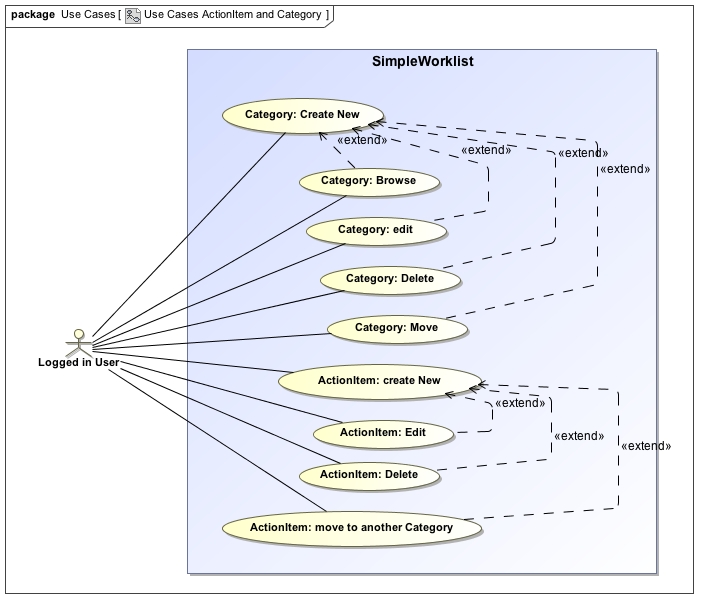 package Use Cases [ Use Cases ActionItem and Category ]
SimpleWorklist
Category: Create New
«extend»
«extend»
«extend»
«extend»
Category: Browse
Category: edit
Category: Delete
Category: Move
Logged in User
ActionItem: create New
«extend»
ActionItem: Edit
«extend»
«extend»
ActionItem: Delete
ActionItem: move to another Category